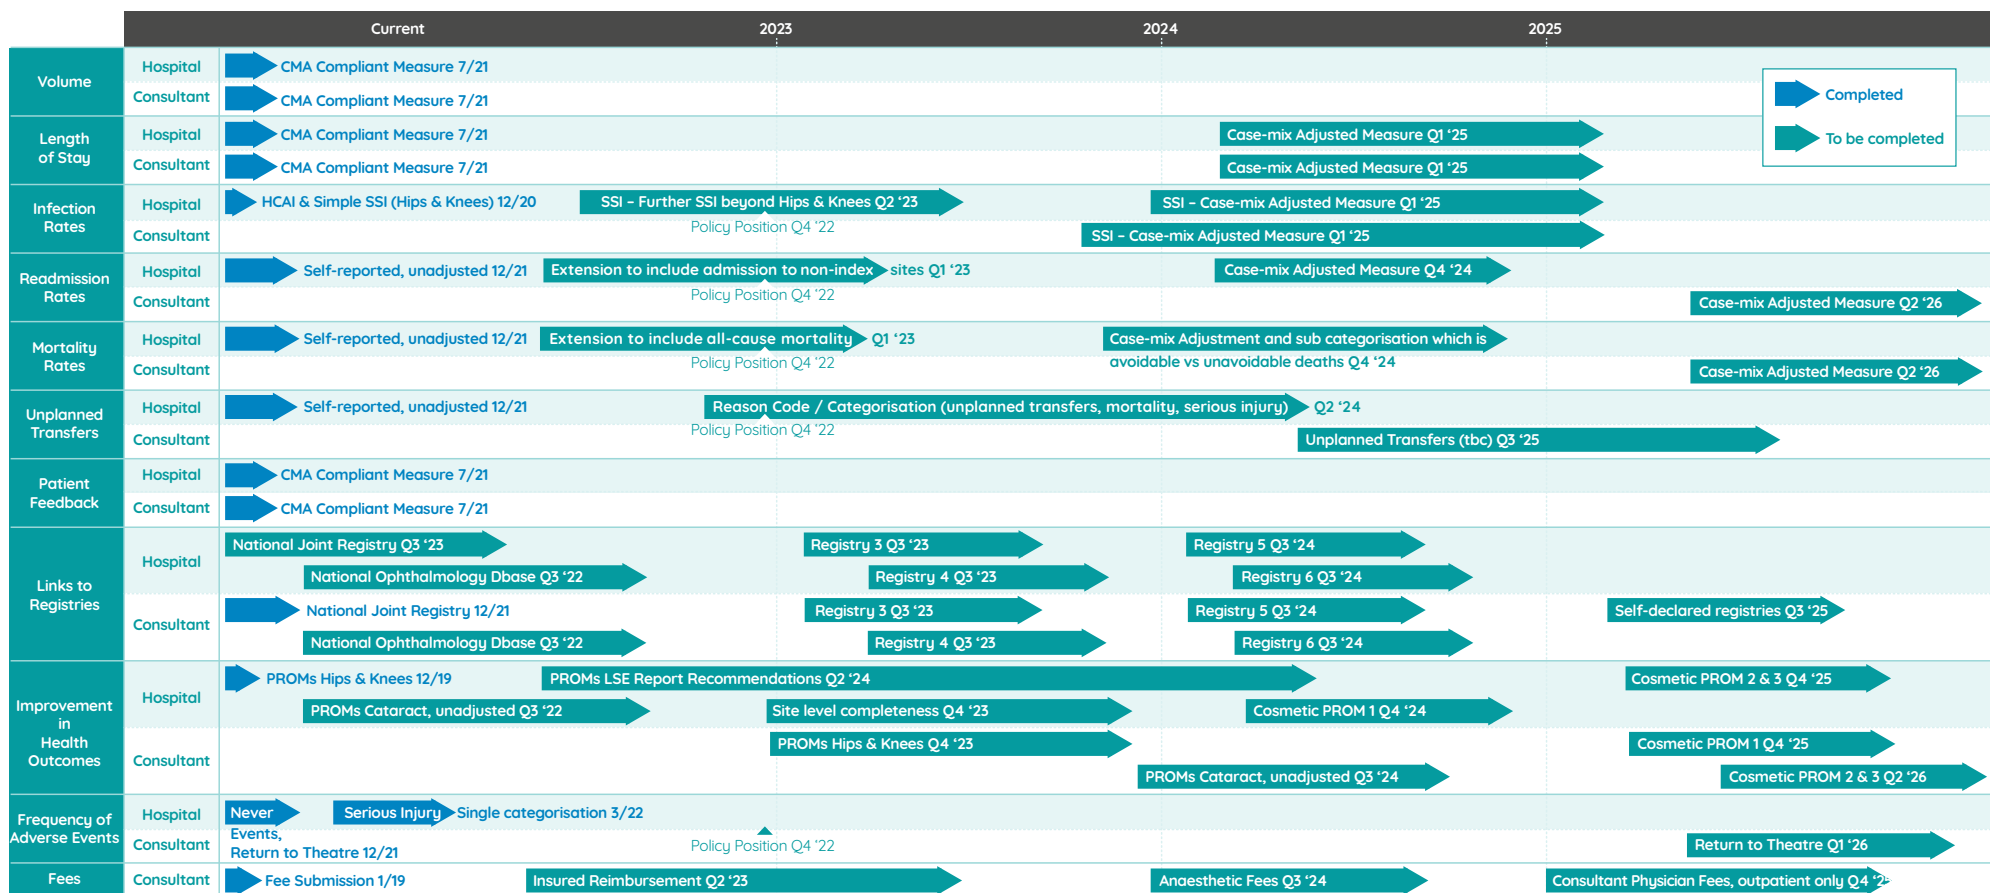 Current 2023 2024 2025
Completed
To be completed
Volume
Hospital
CMA Compliant Measure 7/21
Consultant
CMA Compliant Measure 7/21
Length
of Stay
Hospital
CMA Compliant Measure 7/21
Case-mix Adjusted Measure Q1 ‘25
Consultant
CMA Compliant Measure 7/21
Case-mix Adjusted Measure Q1 ‘25
Infection
Rates
Hospital
HCAI & Simple SSI (Hips & Knees) 12/20
SSI – Further SSI beyond Hips & Knees Q2 ‘23
SSI – Case-mix Adjusted Measure Q1 ‘25
Policy Position Q4 ‘22
Consultant
SSI – Case-mix Adjusted Measure Q1 ‘25
Readmission
Rates
Hospital
Self-reported, unadjusted 12/21
Extension to include admission to non-index sites Q1 ‘23
Case-mix Adjusted Measure Q4 ‘24
Policy Position Q4 ‘22
Consultant
Case-mix Adjusted Measure Q2 ‘26
Mortality
Rates
Hospital
Self-reported, unadjusted 12/21
Extension to include all-cause mortality Q1 ‘23
Case-mix Adjustment and sub categorisation which is
avoidable vs unavoidable deaths Q4 ‘24
Policy Position Q4 ‘22
Consultant
Case-mix Adjusted Measure Q2 ‘26
Unplanned
Transfers
Hospital
Self-reported, unadjusted 12/21
Reason Code / Categorisation (unplanned transfers, mortality, serious injury) Q2 ‘24
Policy Position Q4 ‘22
Consultant
Unplanned Transfers (tbc) Q3 ‘25
Patient
Feedback
Hospital
CMA Compliant Measure 7/21
Consultant
CMA Compliant Measure 7/21
Links to
Registries
Hospital
National Joint Registry Q3 ‘23
Registry 3 Q3 ‘23
Registry 5 Q3 ‘24
National Ophthalmology Dbase Q3 ‘22
Registry 4 Q3 ‘23
Registry 6 Q3 ‘24
Consultant
National Joint Registry 12/21
Registry 3 Q3 ‘23
Registry 5 Q3 ‘24
Self-declared registries Q3 ‘25
National Ophthalmology Dbase Q3 ‘22
Registry 4 Q3 ‘23
Registry 6 Q3 ‘24
Improvement
in
Health
Outcomes
Hospital
PROMs Hips & Knees 12/19
PROMs LSE Report Recommendations Q2 ‘24
Cosmetic PROM 2 & 3 Q4 ‘25
PROMs Cataract, unadjusted Q3 ‘22
Site level completeness Q4 ‘23
Cosmetic PROM 1 Q4 ‘24
Consultant
PROMs Hips & Knees Q4 ‘23
Cosmetic PROM 1 Q4 ‘25
PROMs Cataract, unadjusted Q3 ‘24
Cosmetic PROM 2 & 3 Q2 ‘26
Frequency of
Adverse Events
Hospital
Never
Events,
Return to Theatre 12/21
Serious Injury Single categorisation 3/22
Consultant
Policy Position Q4 ‘22
Return to Theatre Q1 ‘26
Fees
Consultant
Fee Submission 1/19
Insured Reimbursement Q2 ‘23
Anaesthetic Fees Q3 ‘24
Consultant Physician Fees, outpatient only Q4 ‘25